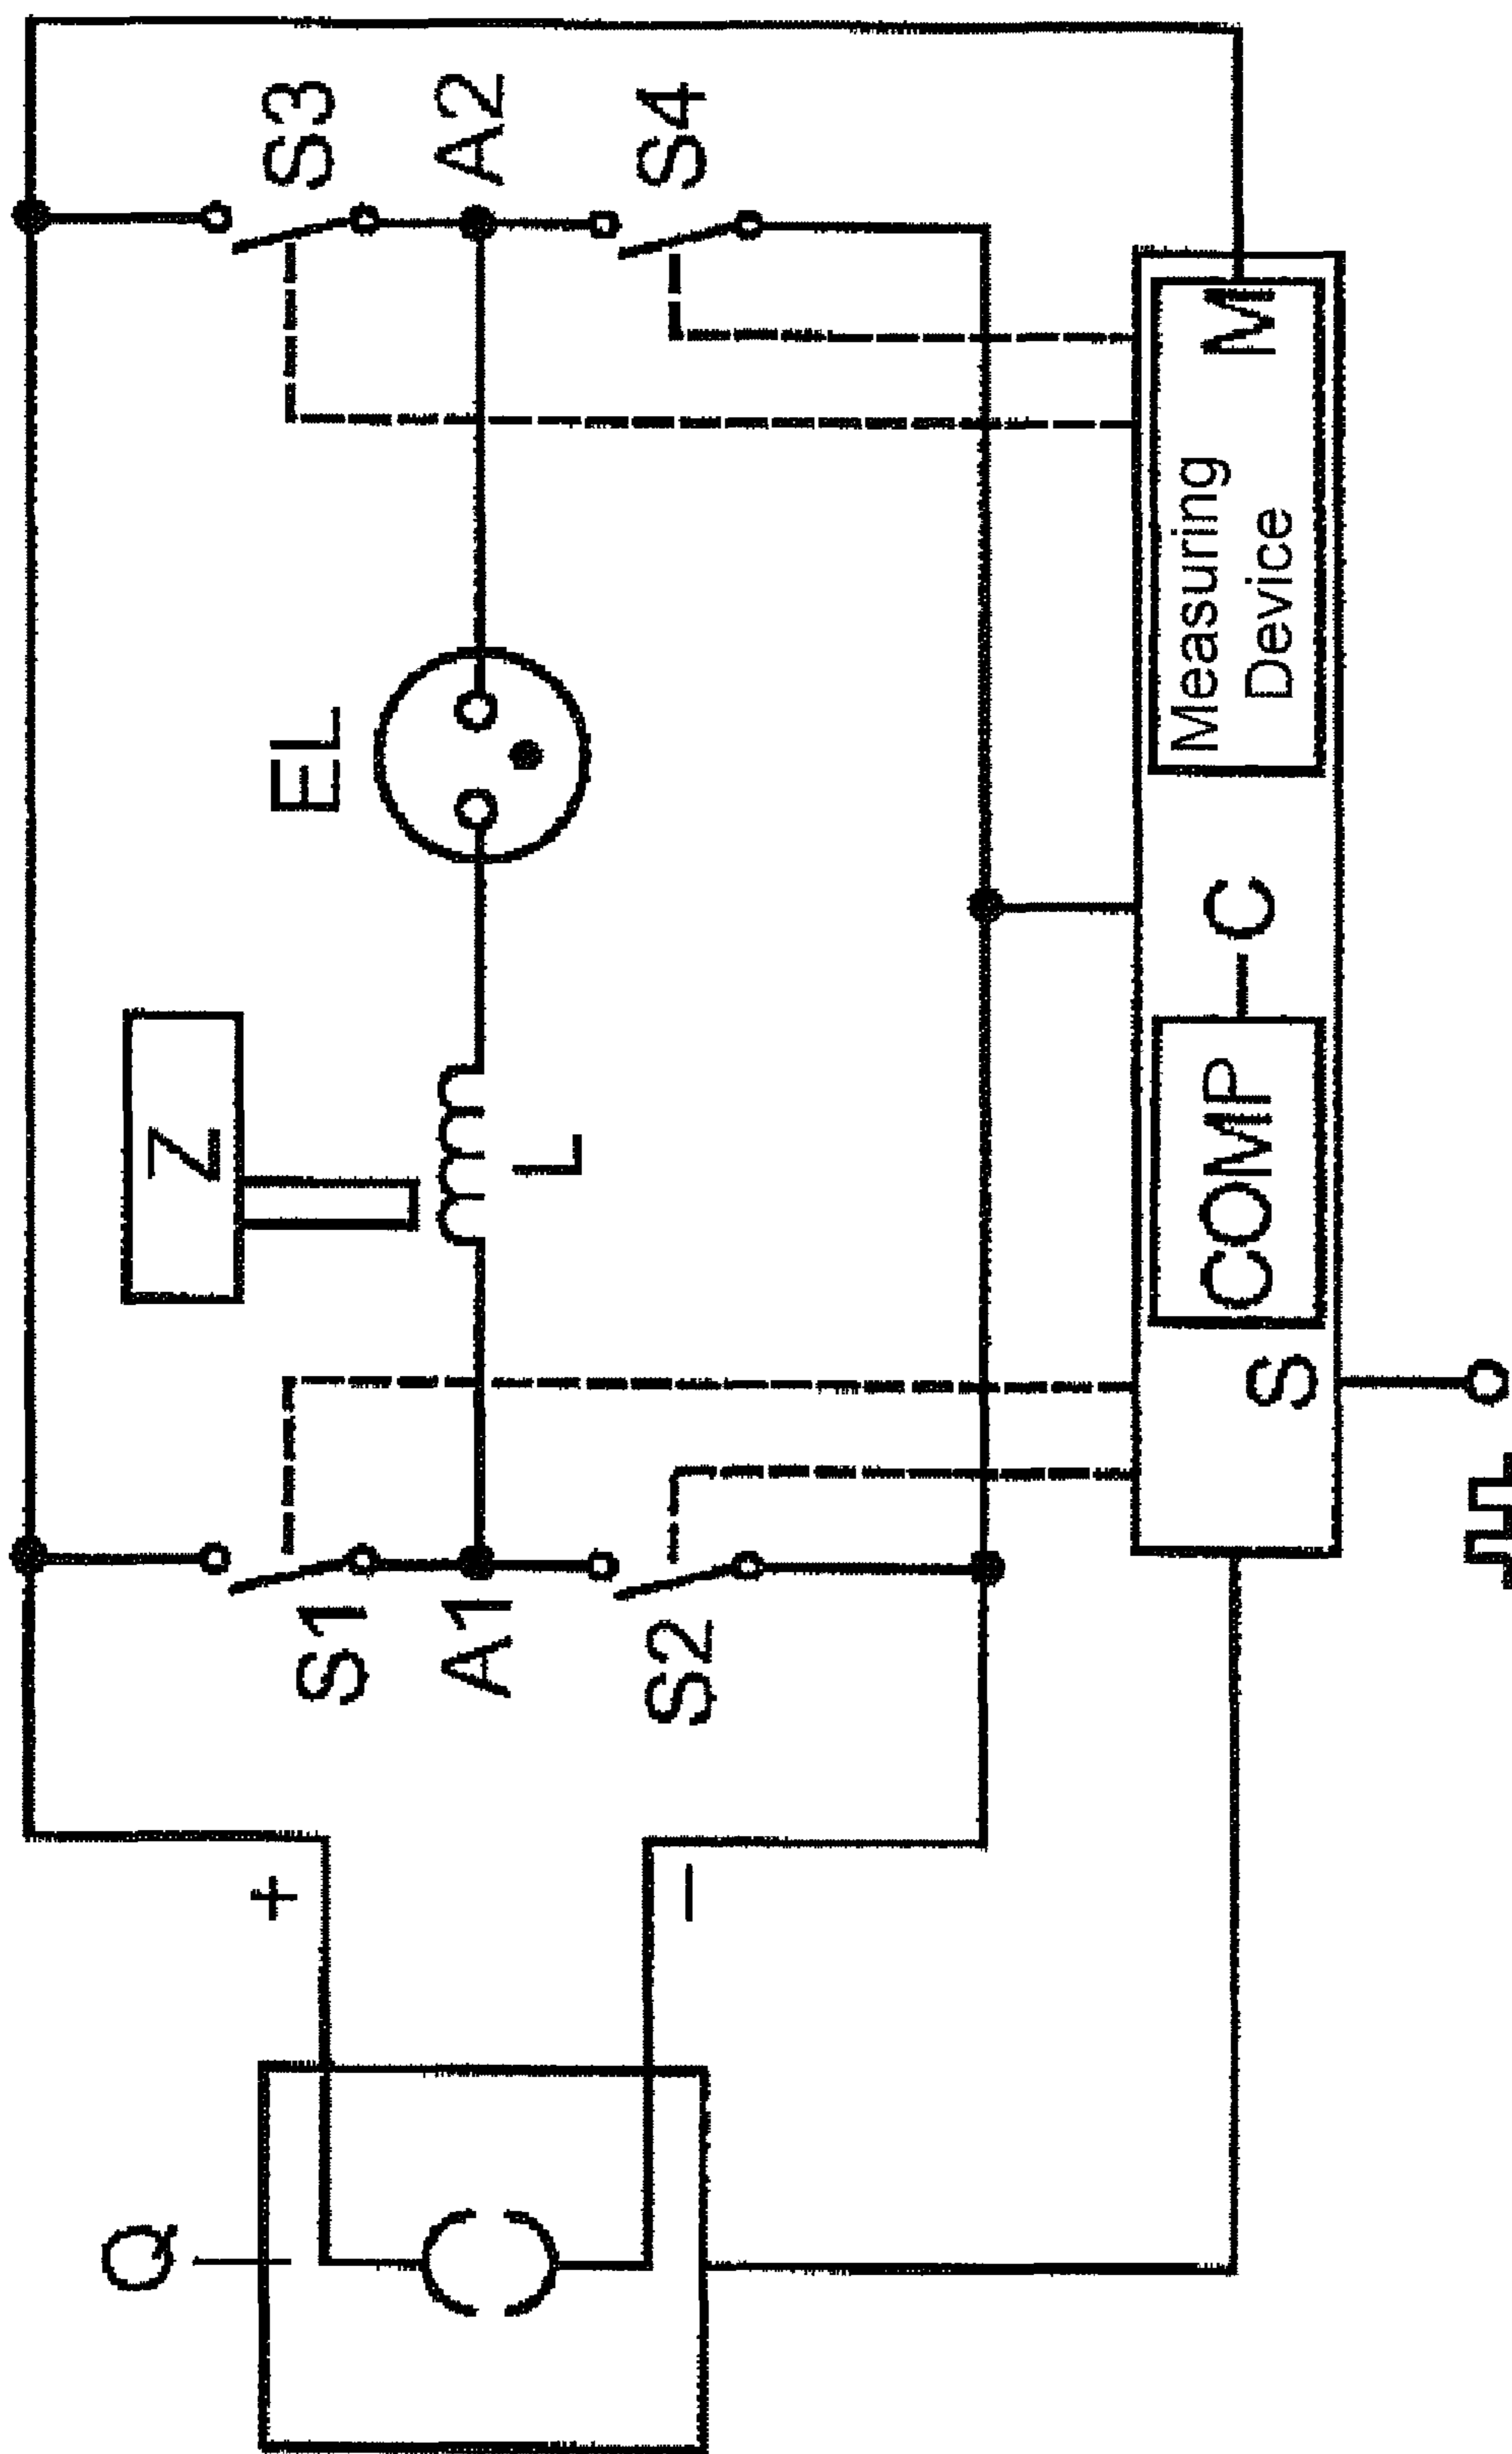 Q
+
−
S1
A1
S2
Z
L
EL
S3
A2
S4
S
COMP
C
Measuring
Device
M